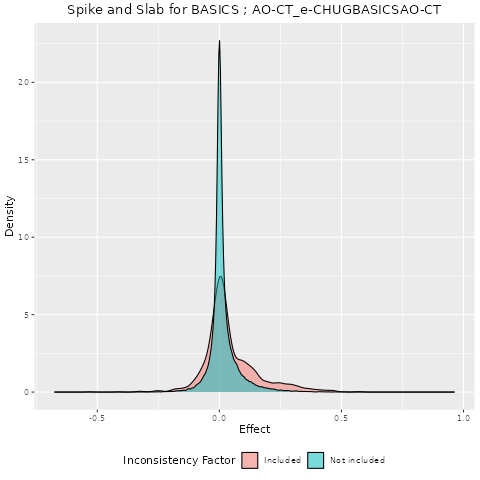 Spike and Slab for BASICS ; AO-CT_e-CHUGBASICSAO-CT
Density
20
15
10
5
0
-0.5 0.0 0.5 1.0
Effect
Inconsistency Factor Included Not included